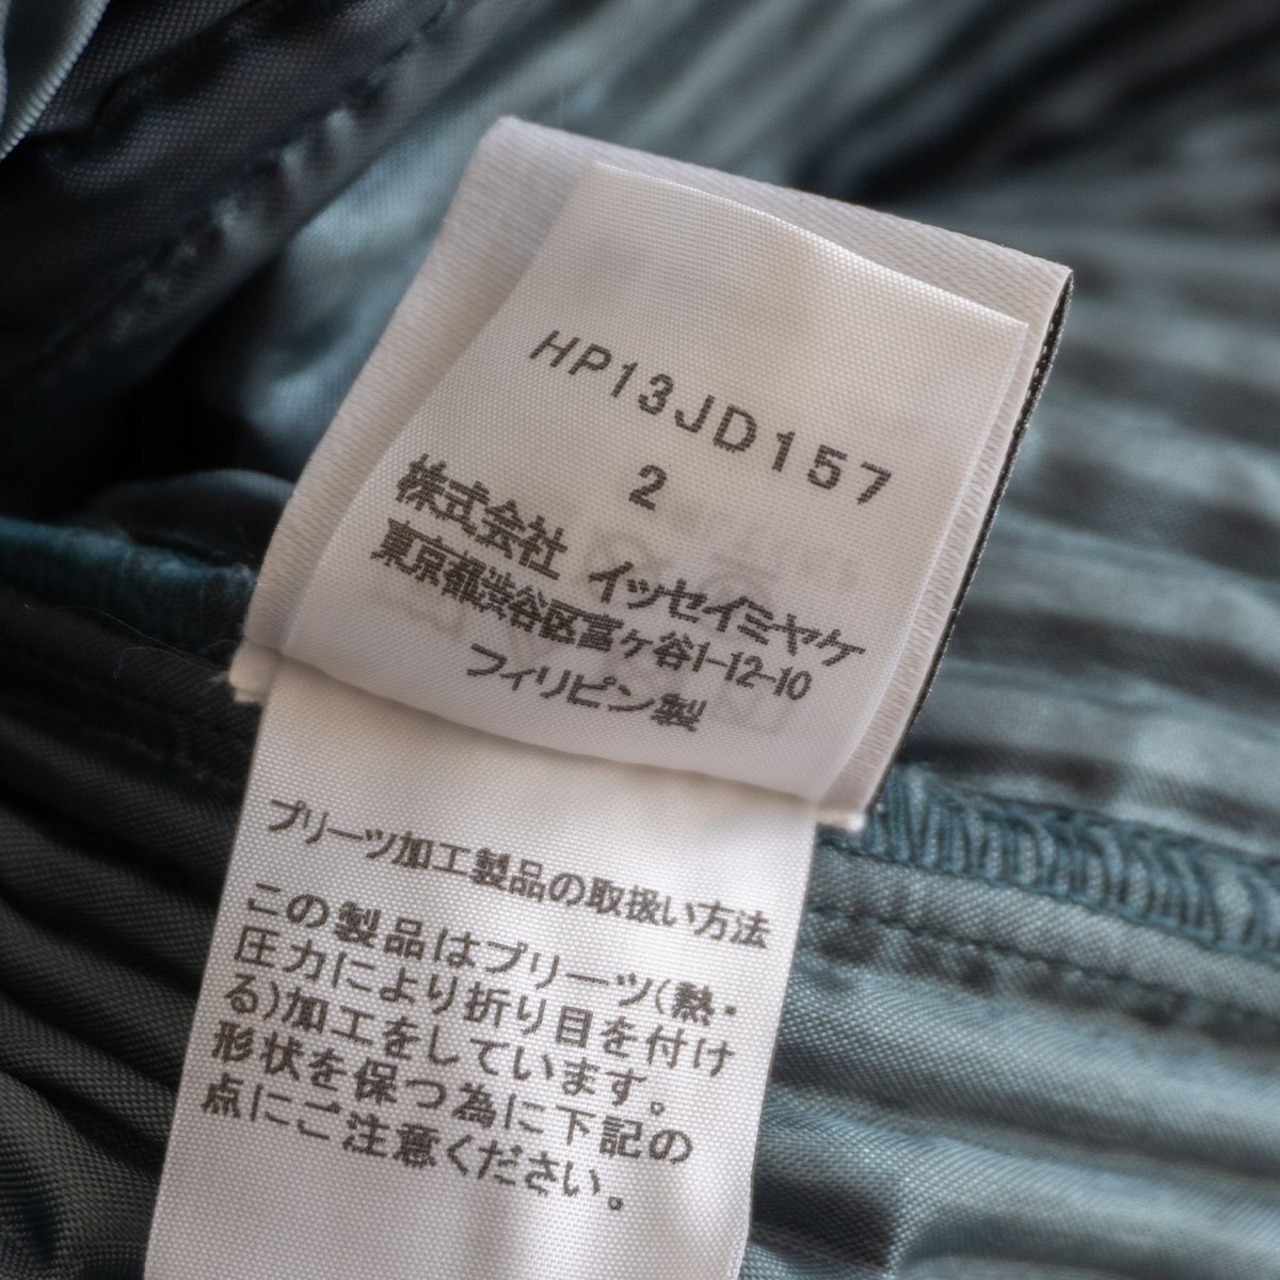 HP13JD157
2
株式会社 イッセイミヤケ
東京都渋谷区富ヶ谷1-12-10
フィリピン製
プリーツ加工製品の取扱い方法
この製品はプリーツ(熱・
圧力により折り目を付け
る)加工をしています。
形状を保つ為に下記の
点にご注意ください。